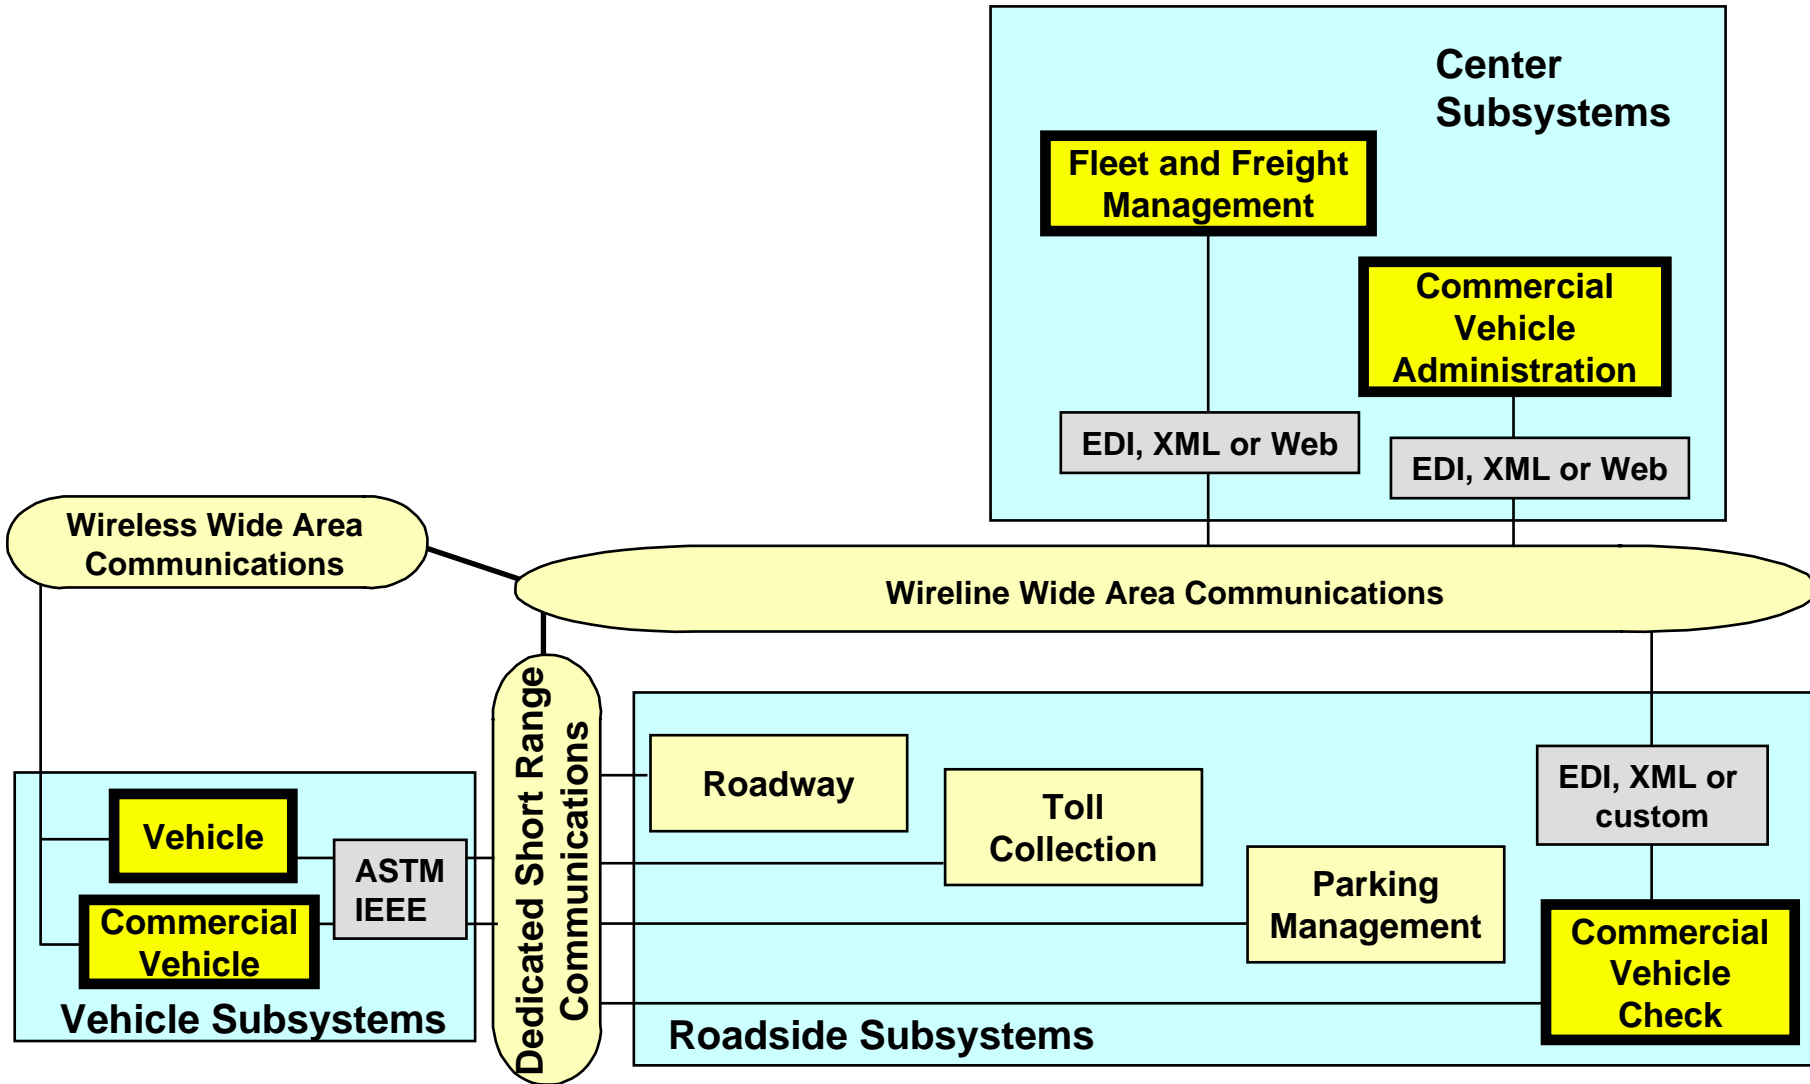 Center
Subsystems
Fleet and Freight
Management
Commercial
Vehicle
Administration
EDI, XML or Web
EDI, XML or Web
Wireless Wide Area
Communications
Wireline Wide Area Communications
Dedicated Short Range
Communications
Roadway
Toll
Collection
Parking
Management
EDI, XML or
custom
Commercial
Vehicle
Check
Roadside Subsystems
Vehicle
ASTM
IEEE
Commercial
Vehicle
Vehicle Subsystems